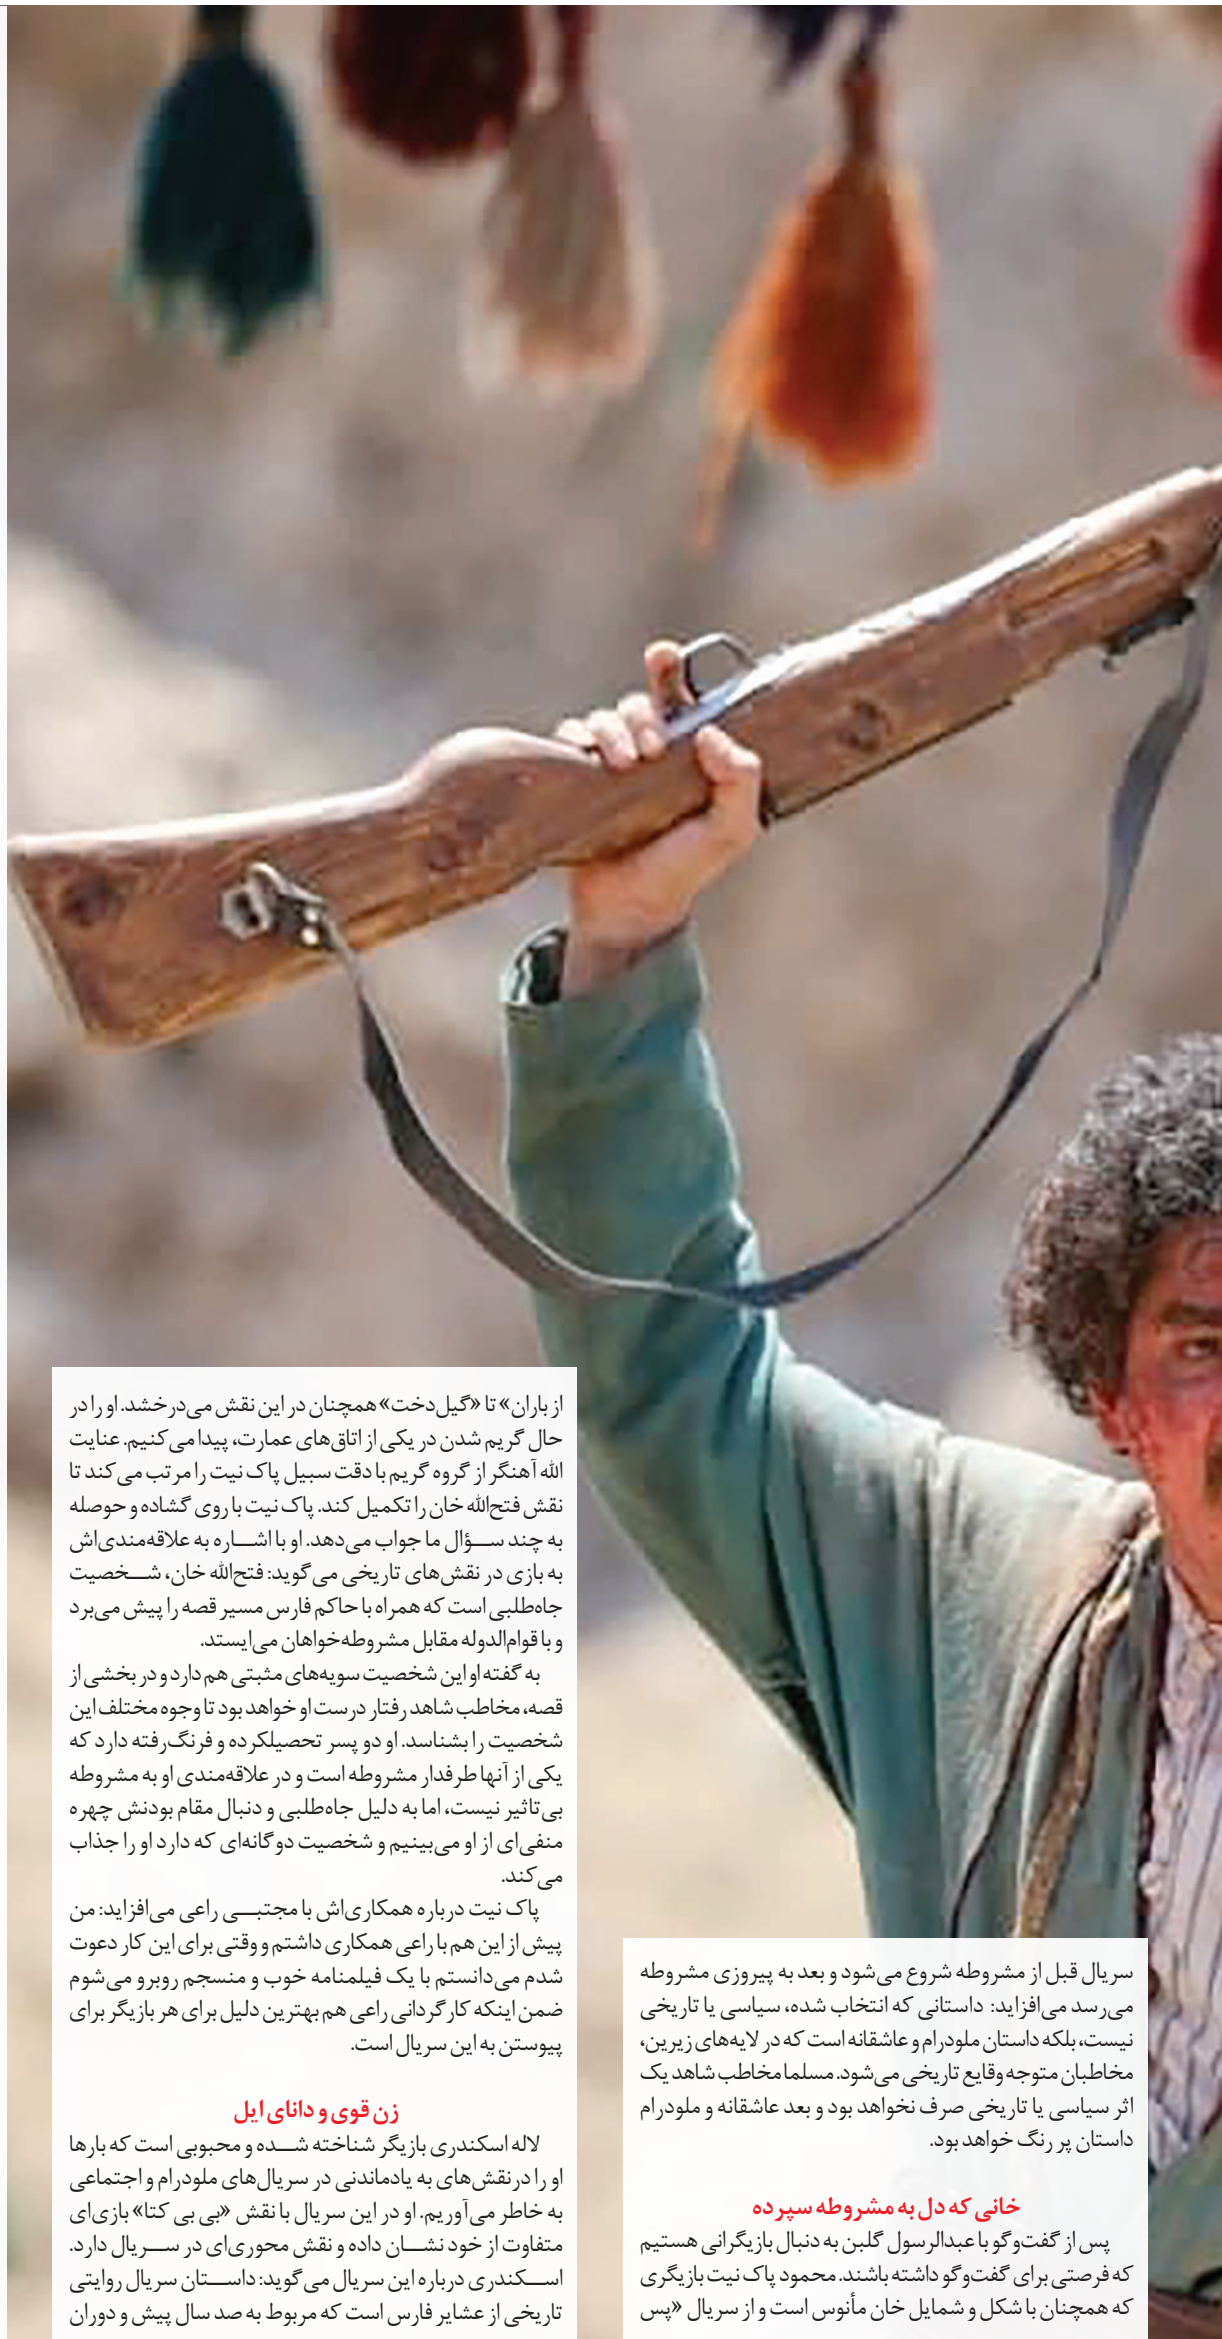 سریال قبل از مشروطه شروع می‌شود و بعد به پیروزی مشروطه
می‌رسد می‌افزاید: داستانی که انتخاب شده، سیاسی یا تاریخی
نیست، بلکه داستان ملودرام و عاشقانه است که در لایه‌های زیرین،
مخاطبان متوجه وقایع تاریخی می‌شود. مسلما مخاطب شاهد یک
اثر سیاسی یا تاریخی صرف نخواهد بود و بعد عاشقانه و ملودرام
داستان پر رنگ خواهد بود.
خانی که دل به مشروطه سپرده
پس از گفت‌وگو با عبدالرسول گلبن به دنبال بازیگرانی هستیم
که فرصتی برای گفت‌وگو داشته باشند. محمود پاک نیت بازیگری
که همچنان با شکل و شمایل خان مأنوس است و از سریال «پس
از باران» تا «گیل‌دخت» همچنان در این نقش می‌درخشد. او را در
حال گریم شدن در یکی از اتاق‌های عمارت، پیدا می‌کنیم. عنایت
الله آهنگر از گروه گریم با دقت سبیل پاک نیت را مرتب می‌کند تا
نقش فتح‌الله خان را تکمیل کند. پاک نیت با روی گشاده و حوصله
به چند ســؤال ما جواب می‌دهد. او با اشــاره به علاقه‌مندی‌اش
به بازی در نقش‌های تاریخی می‌گوید: فتح‌الله خان، شــخصیت
جاه‌طلبی است که همراه با حاکم فارس مسیر قصه را پیش می‌برد
و با قوام‌الدوله مقابل مشروطه‌خواهان می‌ایستد.
به گفته او این شخصیت سویه‌های مثبتی هم دارد و در بخشی از
قصه، مخاطب شاهد رفتار درست او خواهد بود تا وجوه مختلف این
شخصیت را بشناسد. او دو پسر تحصیلکرده و فرنگ‌رفته دارد که
یکی از آنها طرفدار مشروطه است و در علاقه‌مندی او به مشروطه
بی‌تاثیر نیست، اما به دلیل جاه‌طلبی و دنبال مقام بودنش چهره
منفی‌ای از او می‌بینیم و شخصیت دوگانه‌ای که دارد او را جذاب
می‌کند.
پاک نیت درباره همکاری‌اش با مجتبــی راعی می‌افزاید: من
پیش از این هم با راعی همکاری داشتم و وقتی برای این کار دعوت
شدم می‌دانستم با یک فیلمنامه خوب و منسجم روبرو می‌شوم
ضمن اینکه کارگردانی راعی هم بهترین دلیل برای هر بازیگر برای
پیوستن به این سریال است.
زن قوی و دانای ایل
لاله اسکندری بازیگر شناخته شــده و محبوبی است که بارها
او را در نقش‌های به یادماندنی در سریال‌های ملودرام و اجتماعی
به خاطر می‌آوریم. او در این سریال با نقش «بی بی کتا» بازی‌ای
متفاوت از خود نشــان داده و نقش محوری‌ای در ســریال دارد.
اســکندری درباره این سریال می‌گوید: داســتان سریال روایتی
تاریخی از عشایر فارس است که مربوط به صد سال پیش و دوران